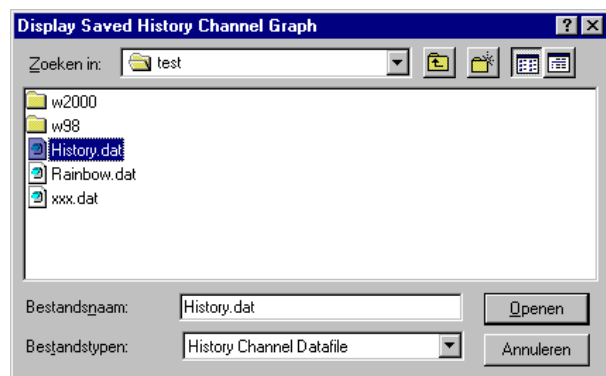 Display Saved History Channel Graph
Zoeken in: test
w2000
w98
History.dat
Rainbow.dat
xxx.dat
Bestandsnaam: History.dat Openen
Bestandstypen: History Channel Datafile Annuleren